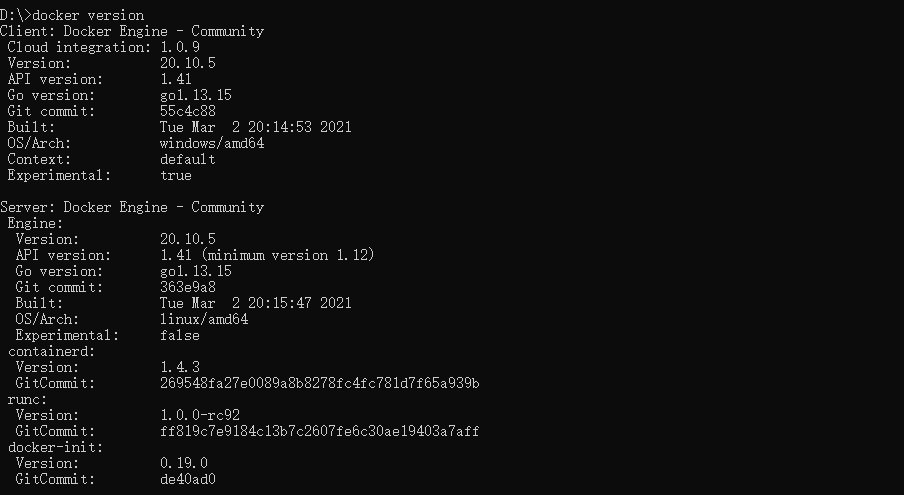 D:\>docker version
Client: Docker Engine - Community
 Cloud integration: 1.0.9
 Version:           20.10.5
 API version:       1.41
 Go version:        go1.13.15
 Git commit:        55c4c88
 Built:             Tue Mar  2 20:14:53 2021
 OS/Arch:           windows/amd64
 Context:           default
 Experimental:      true

Server: Docker Engine - Community
 Engine:
  Version:          20.10.5
  API version:      1.41 (minimum version 1.12)
  Go version:       go1.13.15
  Git commit:       363e9a8
  Built:            Tue Mar  2 20:15:47 2021
  OS/Arch:          linux/amd64
  Experimental:     false
 containerd:
  Version:          1.4.3
  GitCommit:        269548fa27e0089a8b8278fc4fc781d7f65a939b
 runc:
  Version:          1.0.0-rc92
  GitCommit:        ff819c7e9184c13b7c2607fe6c30ae19403a7aff
 docker-init:
  Version:          0.19.0
  GitCommit:        de40ad0